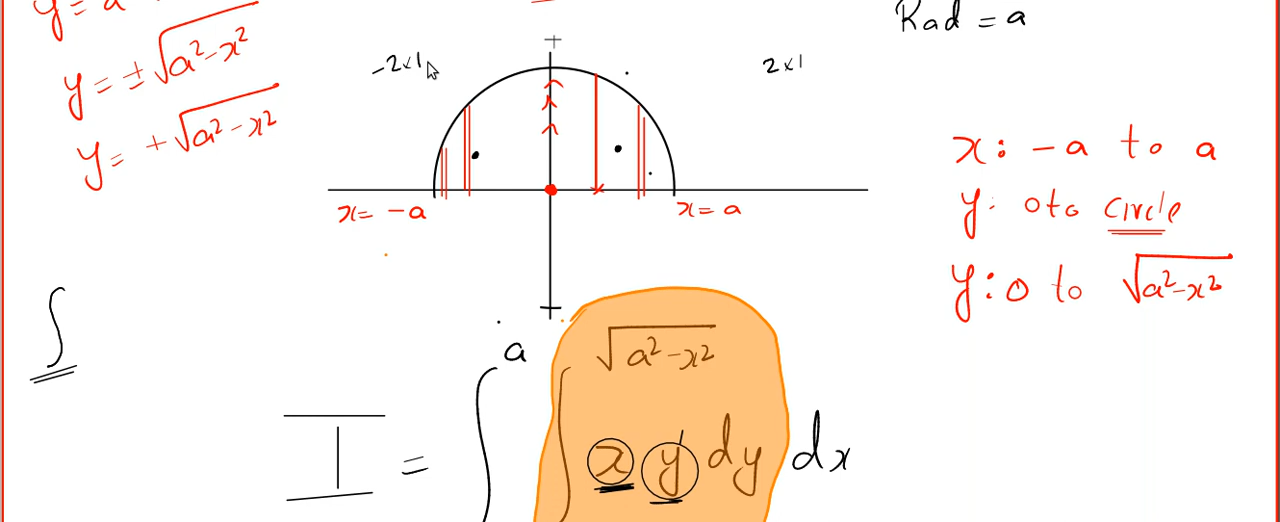 y = a
y = ± √a²-x²
y = + √a²-x²
Rad = a
-2x1
2x1
x = -a
x = a
x: -a to a
y: 0 to circle
y: 0 to √a²-x²
∫
a √a²-x²
I = ∫ ∫ x y dy dx